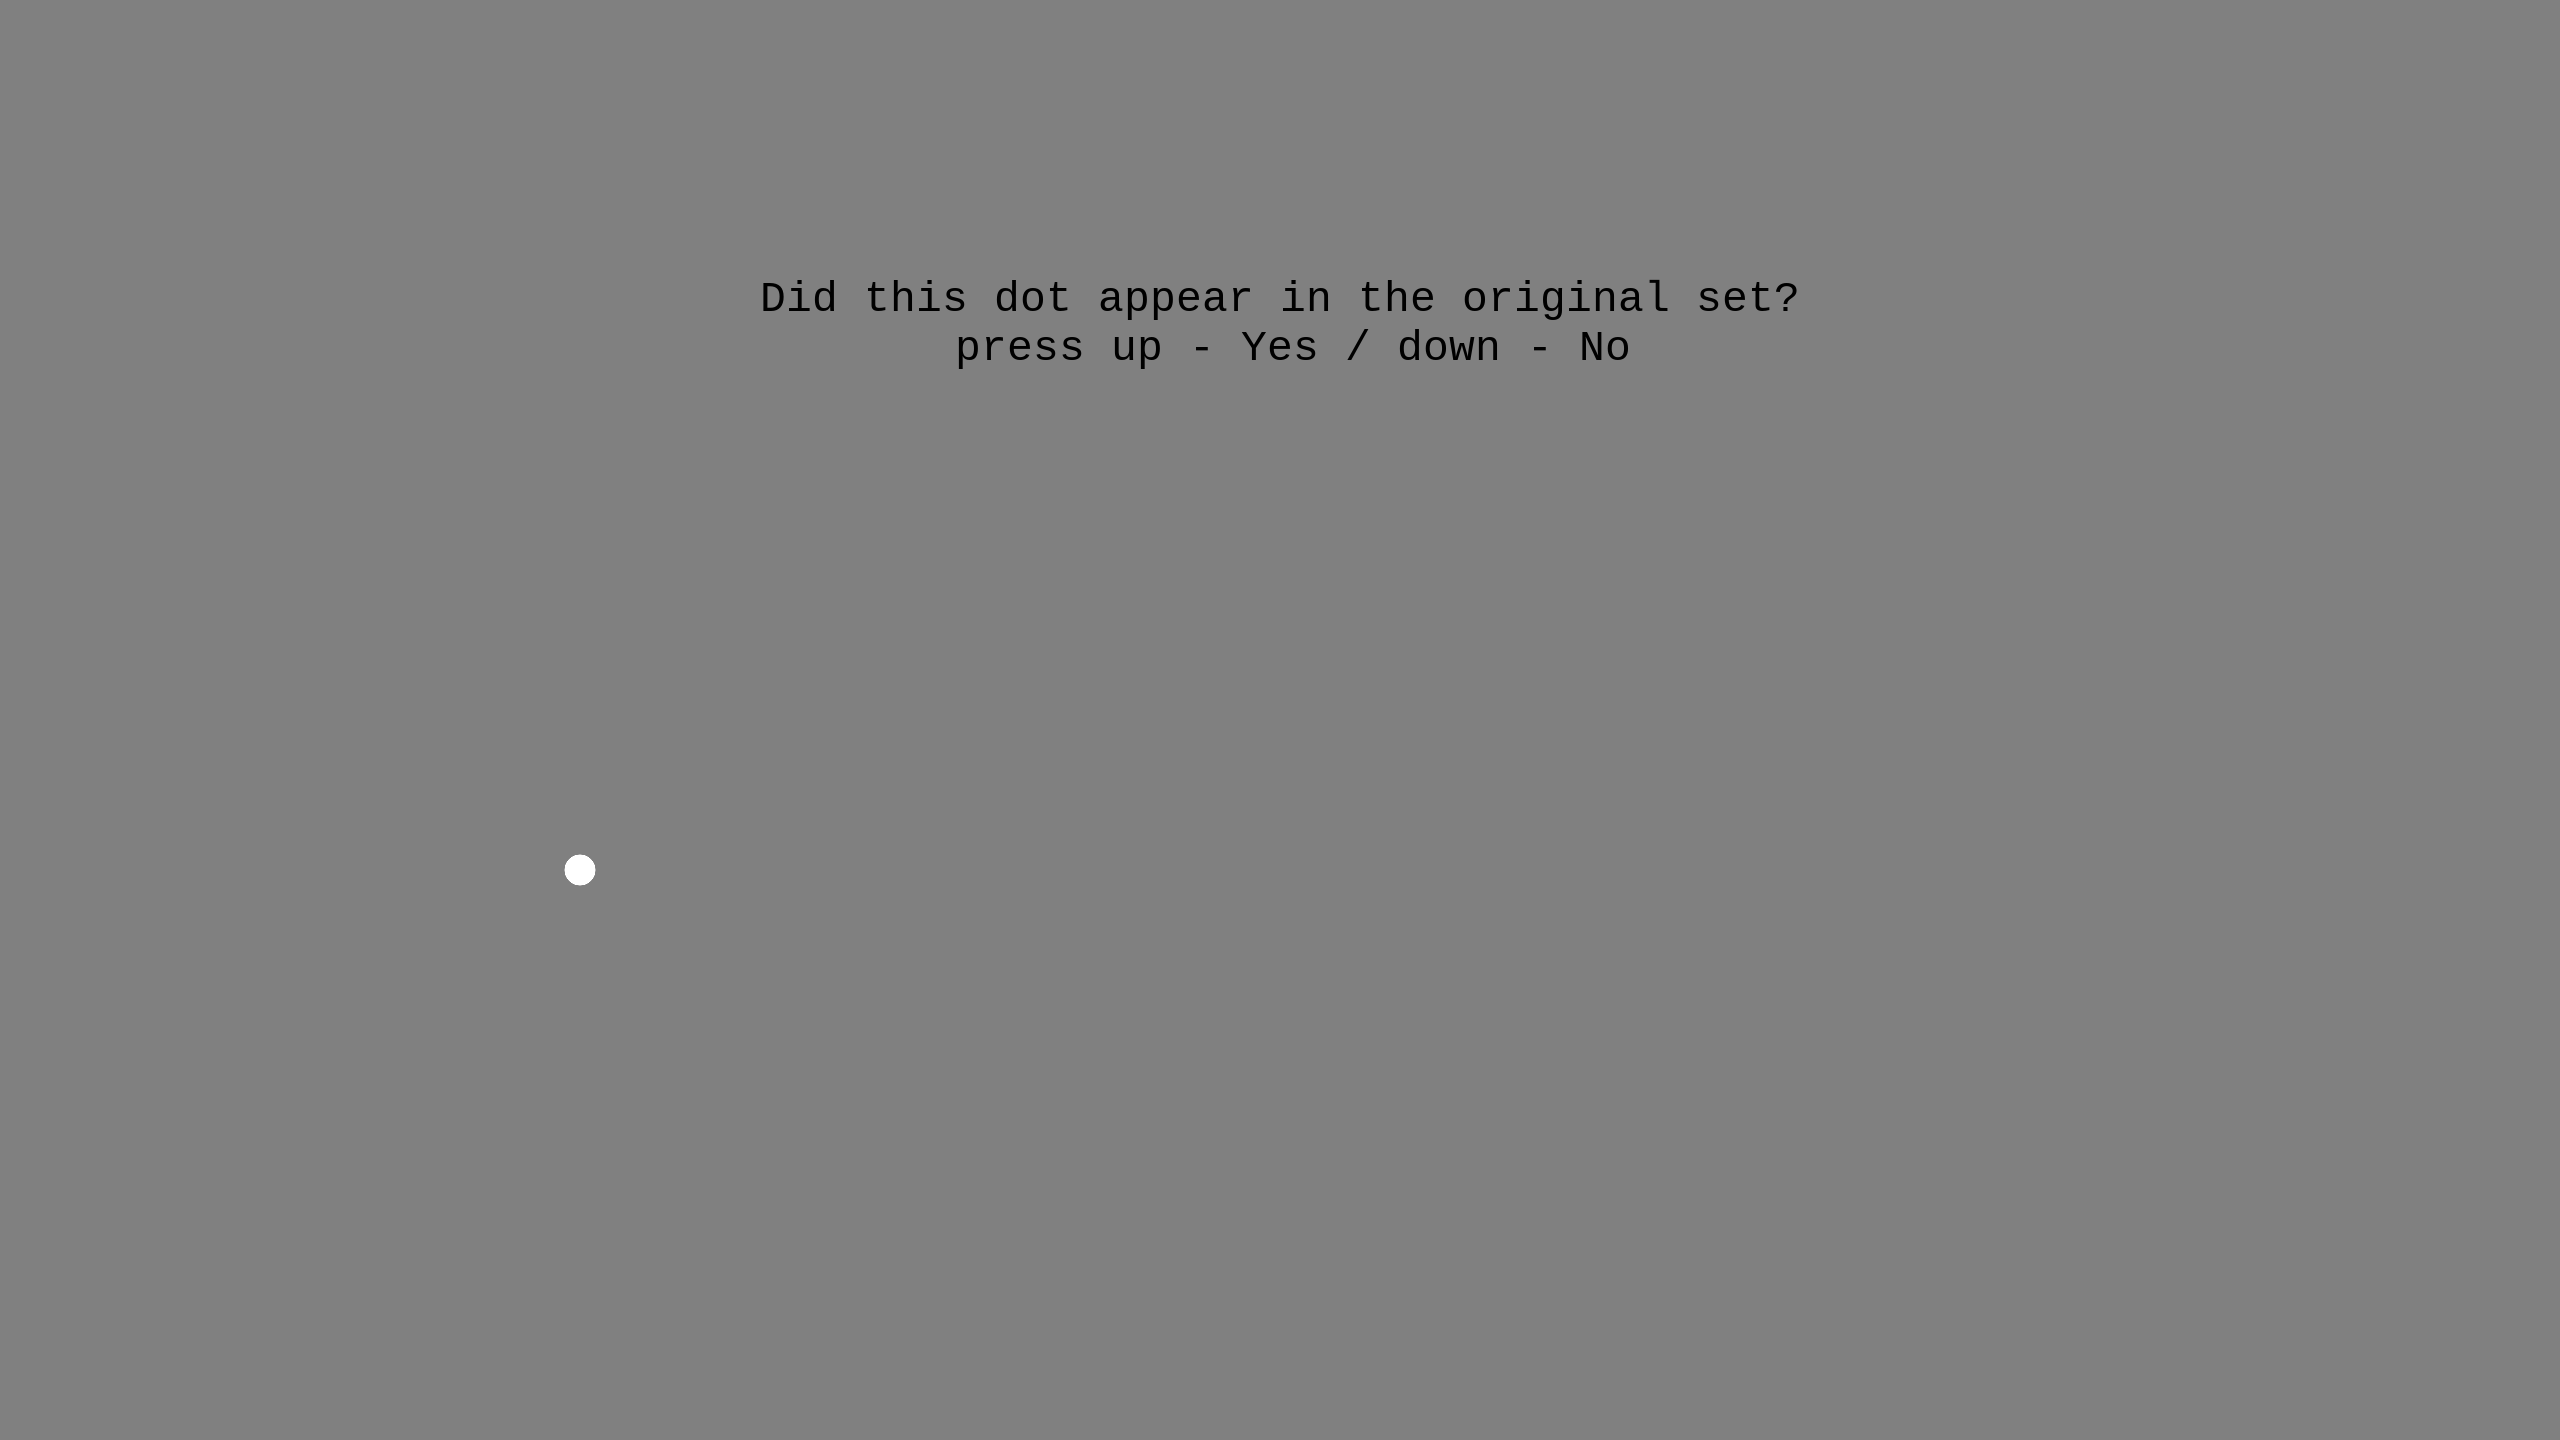 Did this dot appear in the original set?
press up - Yes / down - No